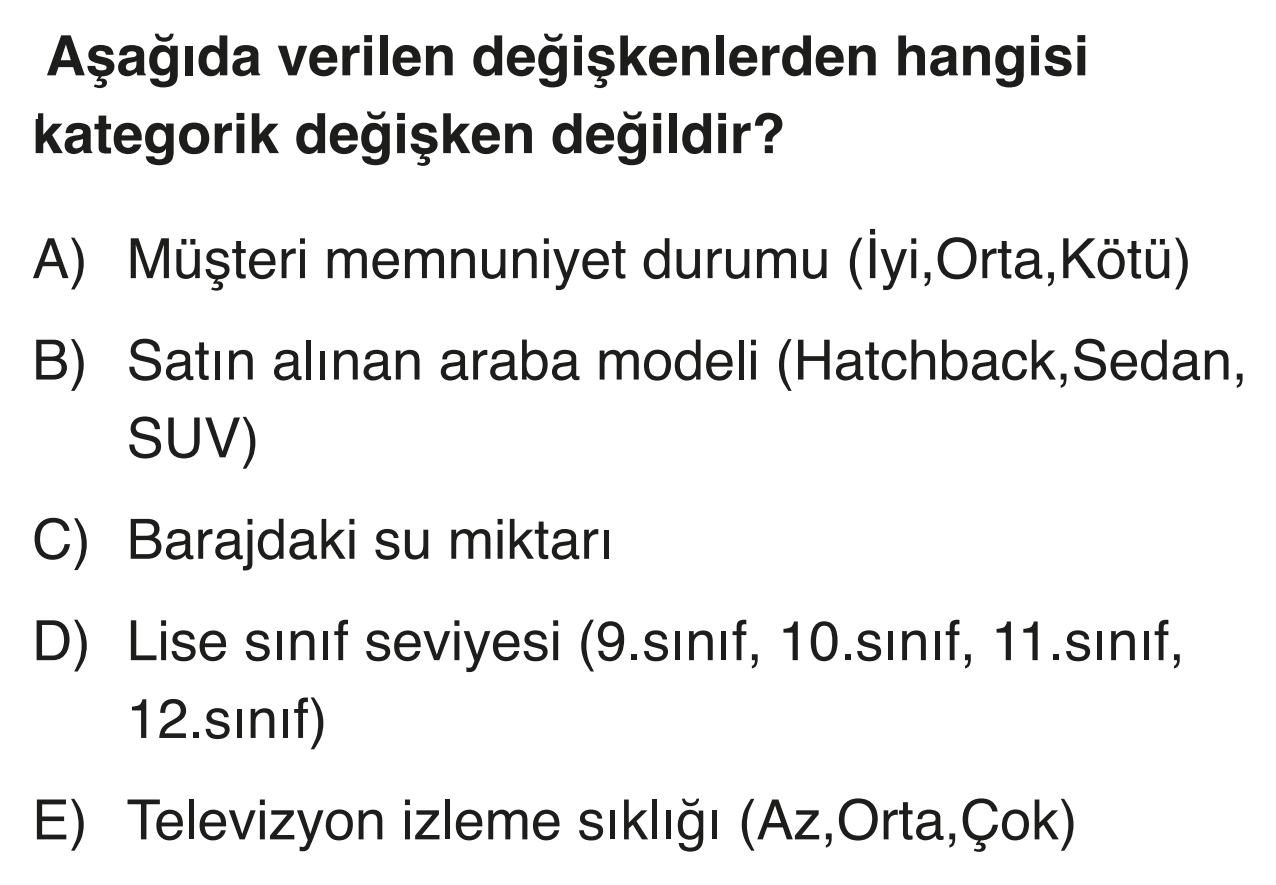 Aşağıda verilen değişkenlerden hangisi
kategorik değişken değildir?
A) Müşteri memnuniyet durumu (İyi,Orta,Kötü)
B) Satın alınan araba modeli (Hatchback,Sedan,
SUV)
C) Barajdaki su miktarı
D) Lise sınıf seviyesi (9.sınıf, 10.sınıf, 11.sınıf,
12.sınıf)
E) Televizyon izleme sıklığı (Az,Orta,Çok)